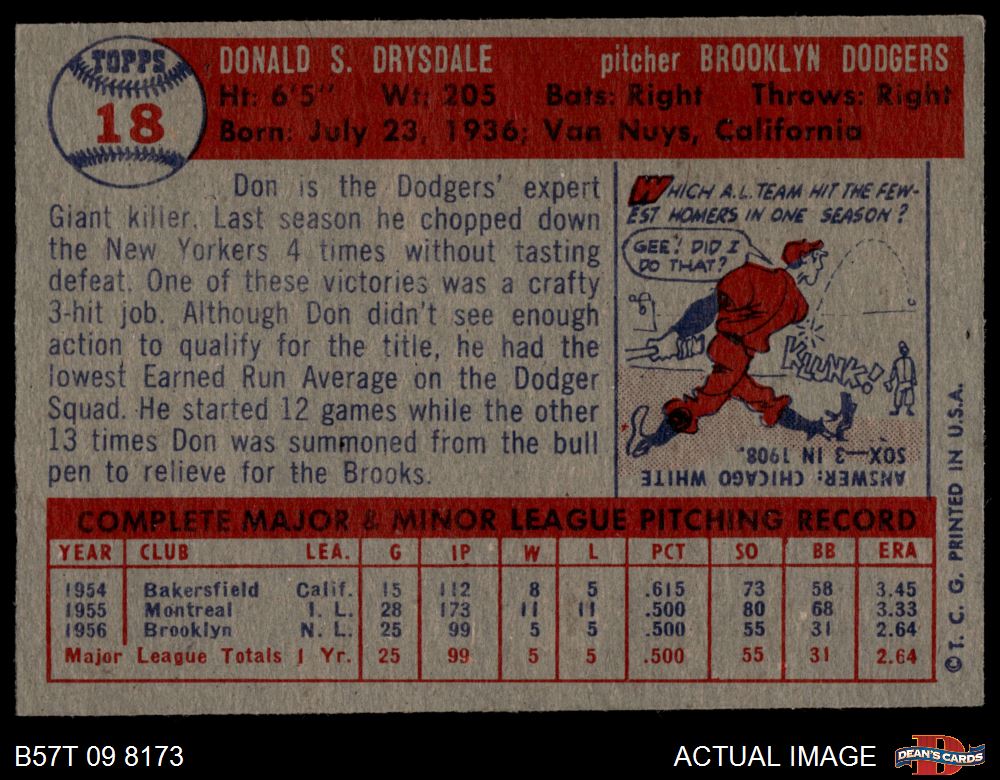 TOPPS
18
DONALD S. DRYSDALE pitcher BROOKLYN DODGERS
Ht: 6'5" Wt: 205 Bats: Right Throws: Right
Born: July 23, 1936; Van Nuys, California
Don is the Dodgers' expert
Giant killer. Last season he chopped down
the New Yorkers 4 times without tasting
defeat. One of these victories was a crafty
3-hit job. Although Don didn't see enough
action to qualify for the title, he had the
lowest Earned Run Average on the Dodger
Squad. He started 12 games while the other
13 times Don was summoned from the bull
pen to relieve for the Brooks.
WHICH A.L. TEAM HIT THE FEW-
EST HOMERS IN ONE SEASON?
GEE! DID I
DO THAT?
KLUNK!
ANSWER: CHICAGO WHITE
SOX—3 IN 1908.
COMPLETE MAJOR & MINOR LEAGUE PITCHING RECORD
YEAR CLUB LEA. G IP W L PCT SO BB ERA
1954 Bakersfield Calif. 15 112 8 5 .615 73 58 3.45
1955 Montreal I. L. 28 173 11 11 .500 80 68 3.33
1956 Brooklyn N. L. 25 99 5 5 .500 55 31 2.64
Major League Totals 1 Yr. 25 99 5 5 .500 55 31 2.64
© T. C. G. PRINTED IN U.S.A.
B57T 09 8173 ACTUAL IMAGE DEAN'S CARDS